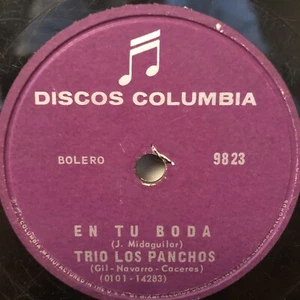 DISCOS COLUMBIA
BOLERO
9823
EN TU BODA
(J. Midaguilar)
TRIO LOS PANCHOS
(Gil - Navarro - Caceres)
(0101-14283)